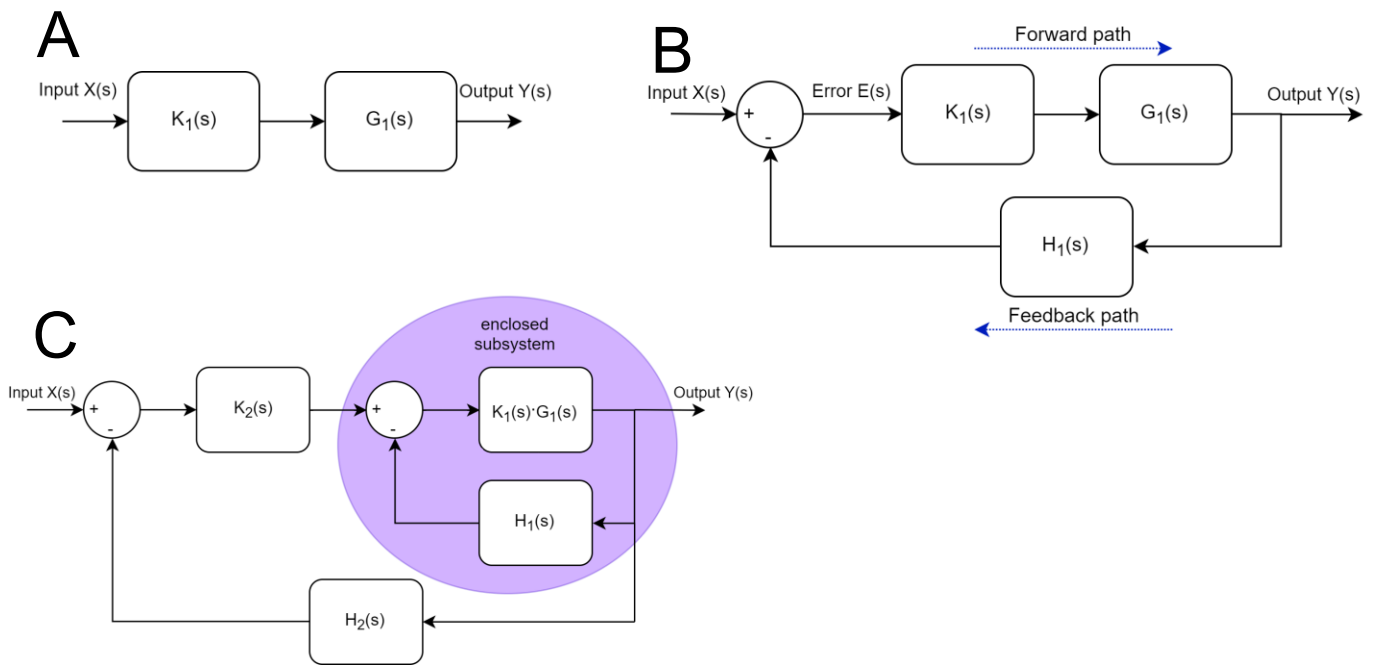 A
Input X(s)
K₁(s)
G₁(s)
Output Y(s)
B
Forward path
Input X(s)
+
-
Error E(s)
K₁(s)
G₁(s)
Output Y(s)
H₁(s)
Feedback path
C
enclosed
subsystem
Input X(s)
+
-
K₂(s)
+
-
K₁(s)·G₁(s)
Output Y(s)
H₁(s)
H₂(s)